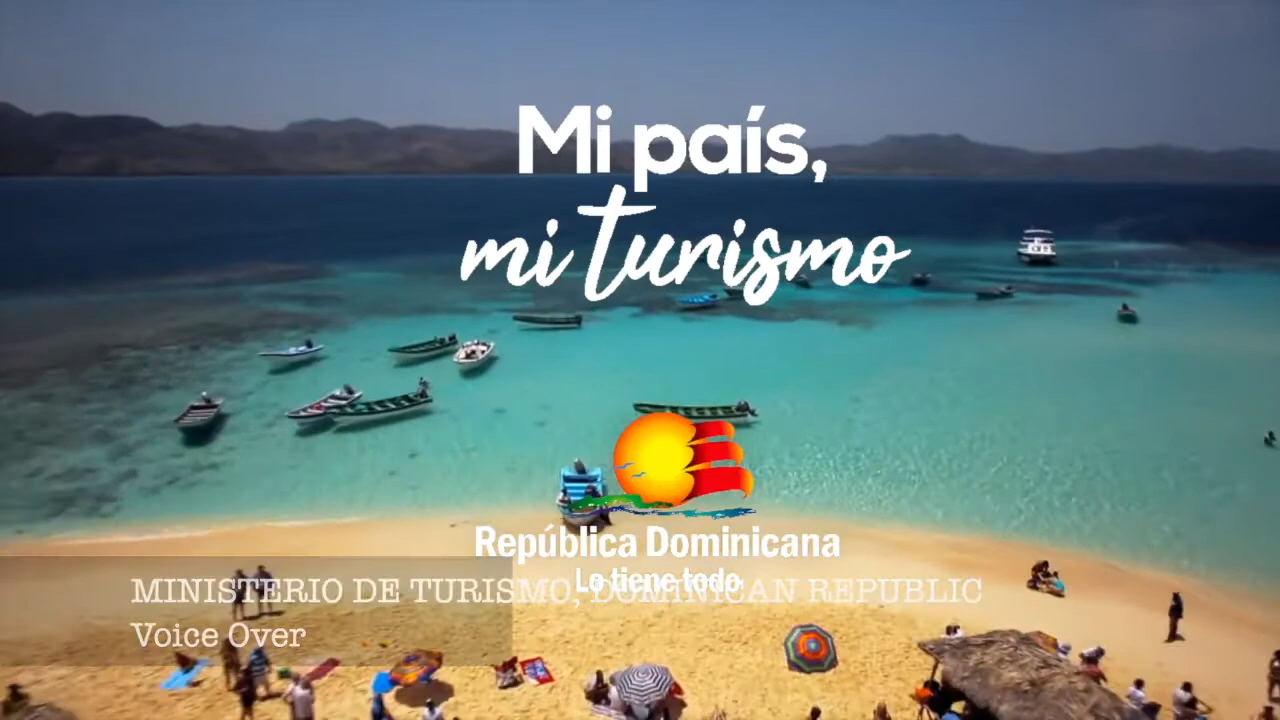 Mi país,
mi turismo
República Dominicana
Lo tiene todo
MINISTERIO DE TURISMO, DOMINICAN REPUBLIC
Voice Over